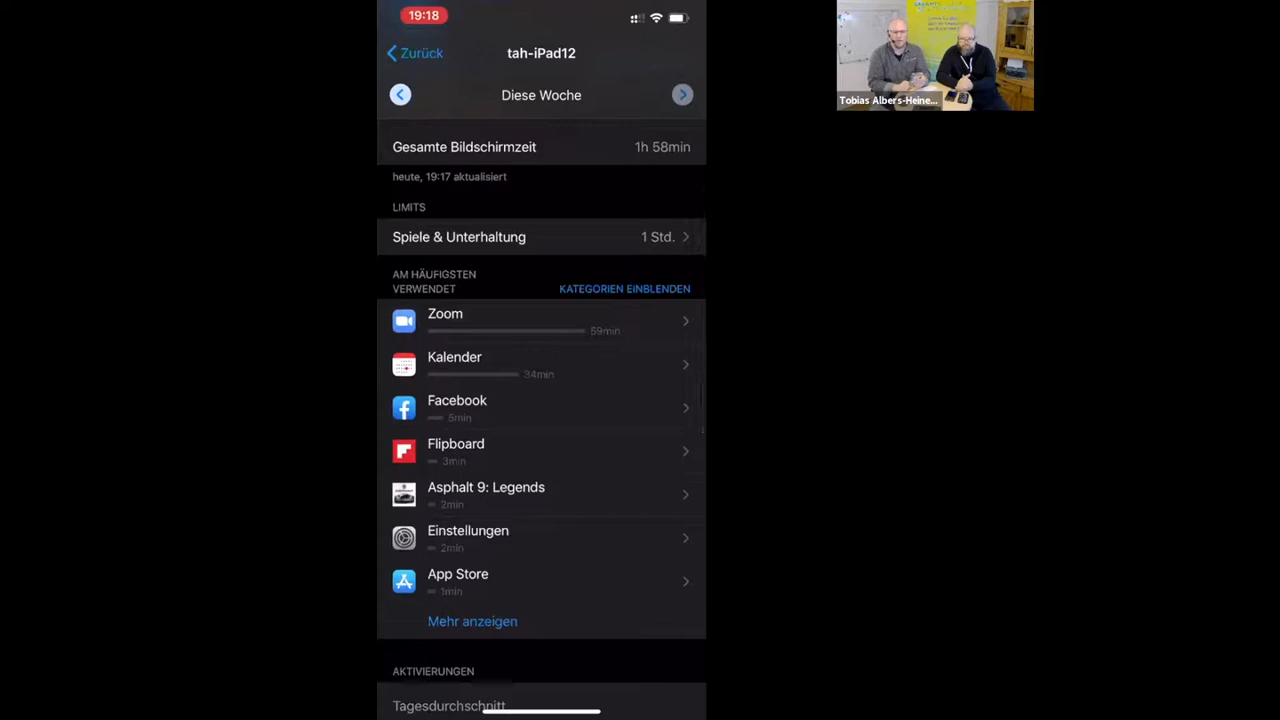 19:18
Zurück
tah-iPad12
Diese Woche
Gesamte Bildschirmzeit 1h 58min
heute, 19:17 aktualisiert
LIMITS
Spiele & Unterhaltung 1 Std.
AM HÄUFIGSTEN
VERWENDET KATEGORIEN EINBLENDEN
Zoom
59min
Kalender
34min
Facebook
5min
Flipboard
3min
Asphalt 9: Legends
2min
Einstellungen
2min
App Store
1min
Mehr anzeigen
AKTIVIERUNGEN
Tagesdurchschnitt
Tobias Albers-Heine...